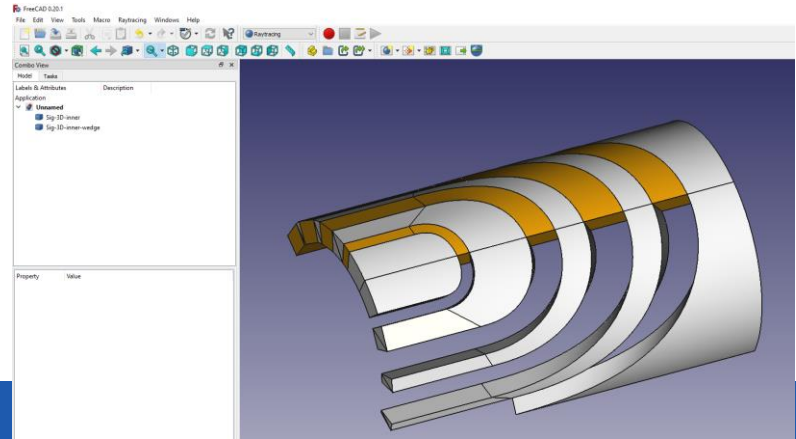 FreeCAD 0.20.1
File Edit View Tools Macro Raytracing Windows Help
Raytracing
Combo View
Model Tasks
Labels & Attributes Description
Application
Unnamed
Sig-3D-inner
Sig-3D-inner-wedge
Property Value